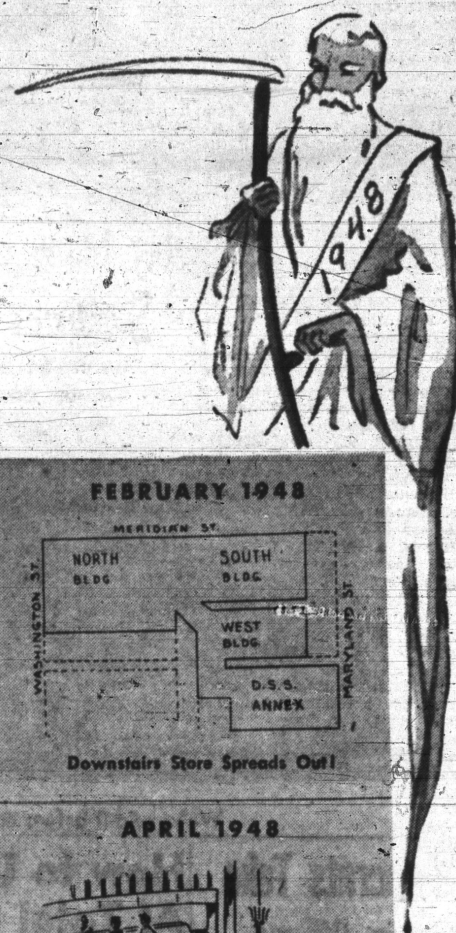 1948
FEBRUARY 1948
MERIDIAN ST.
NORTH
BLDG
SOUTH
BLDG
WASHINGTON ST.
WEST
BLDG
MARYLAND ST
D.S.S.
ANNEX
Downstairs Store Spreads Out!
APRIL 1948